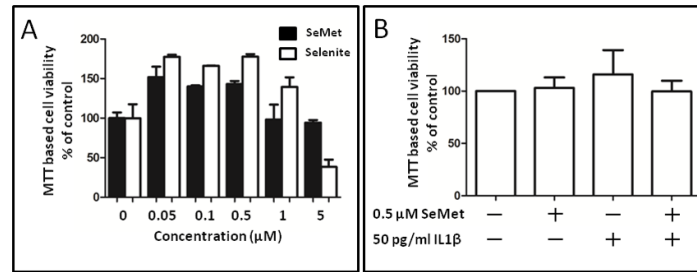 A
SeMet
Selenite
MTT based cell viability
% of control
200
150
100
50
0
0 0.05 0.1 0.5 1 5
Concentration (μM)
B
MTT based cell viability
% of control
150
100
50
0
0.5 μM SeMet − + − +
50 pg/ml IL1β − − + +